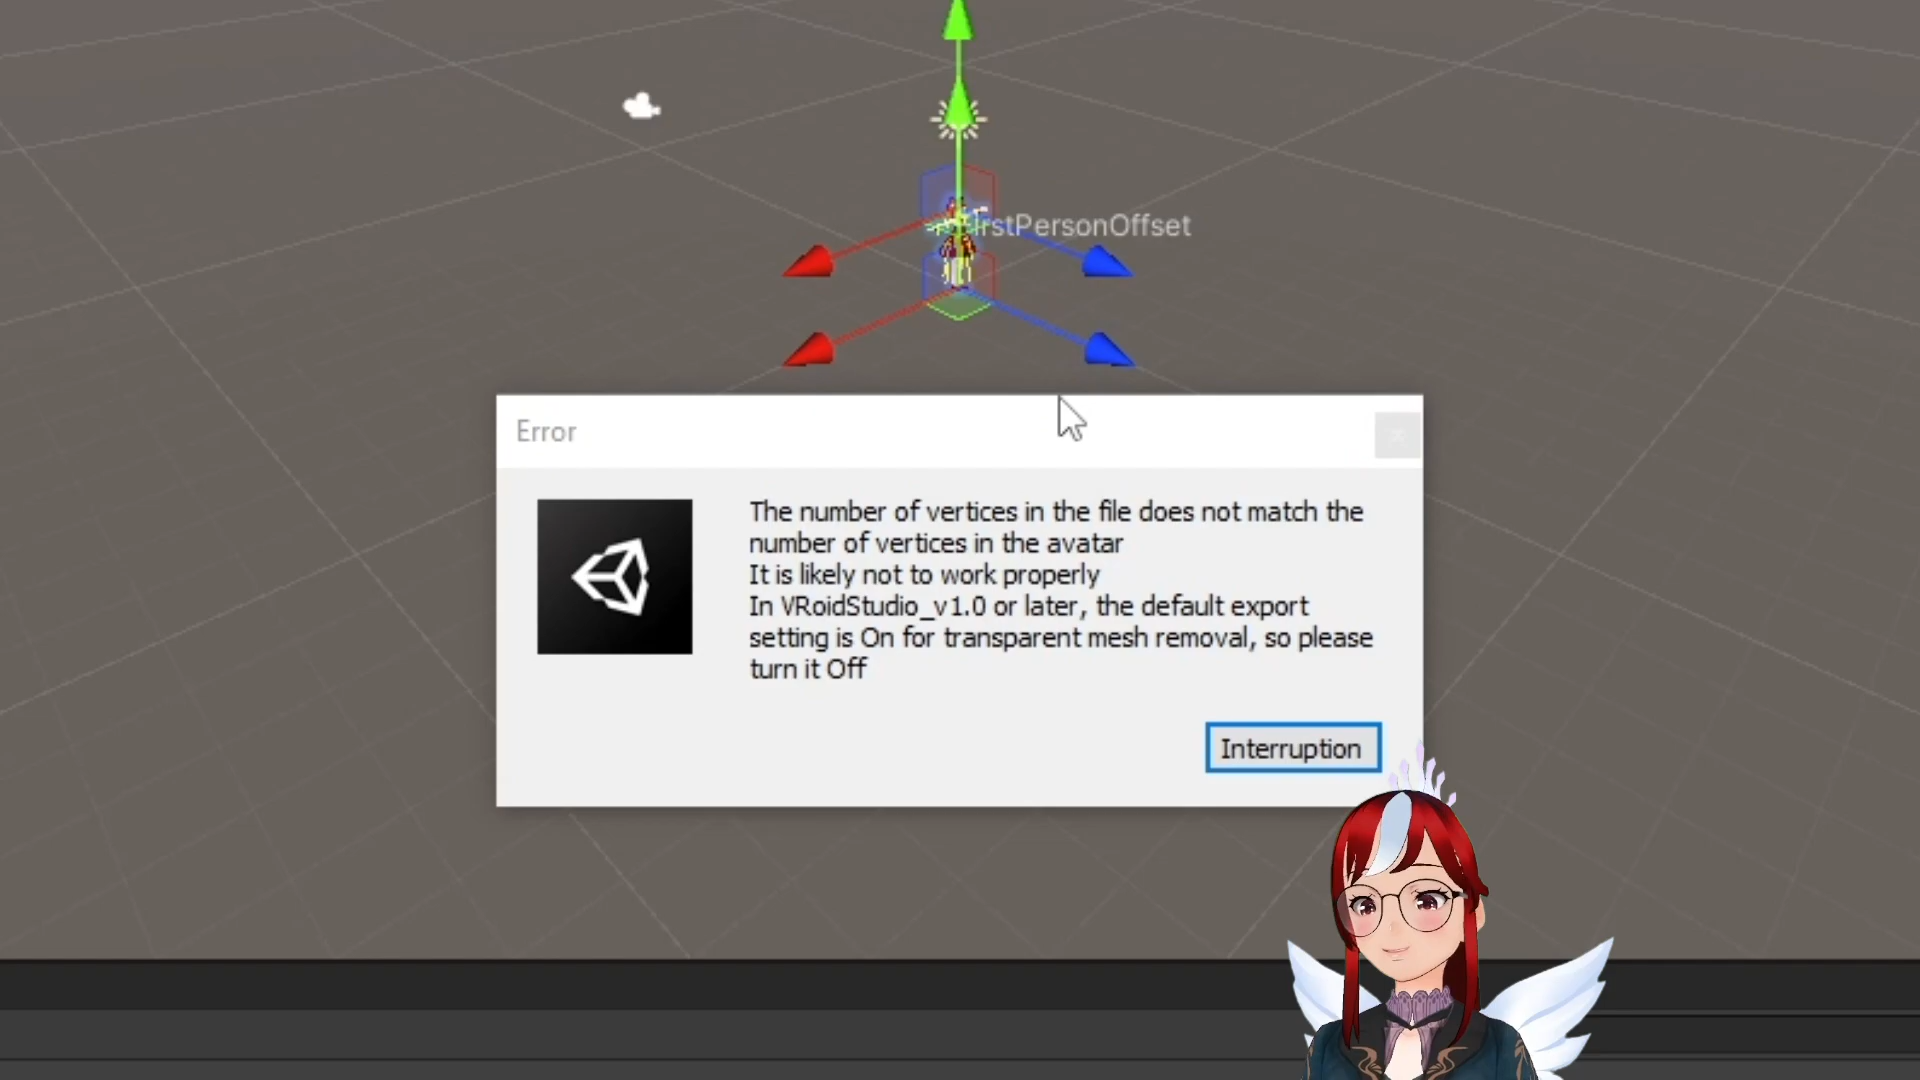 FirstPersonOffset
Error
The number of vertices in the file does not match the
number of vertices in the avatar
It is likely not to work properly
In VRoidStudio_v1.0 or later, the default export
setting is On for transparent mesh removal, so please
turn it Off
Interruption